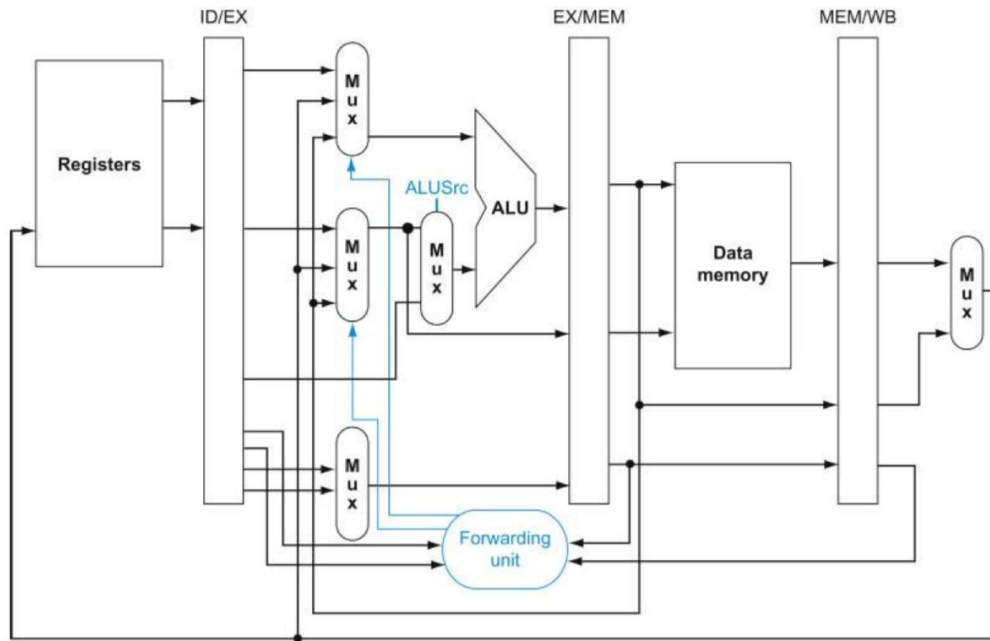 ID/EX
EX/MEM
MEM/WB
M
u
x
Registers
ALUSrc
ALU
M
u
x
M
u
x
Data
memory
M
u
x
M
u
x
Forwarding
unit